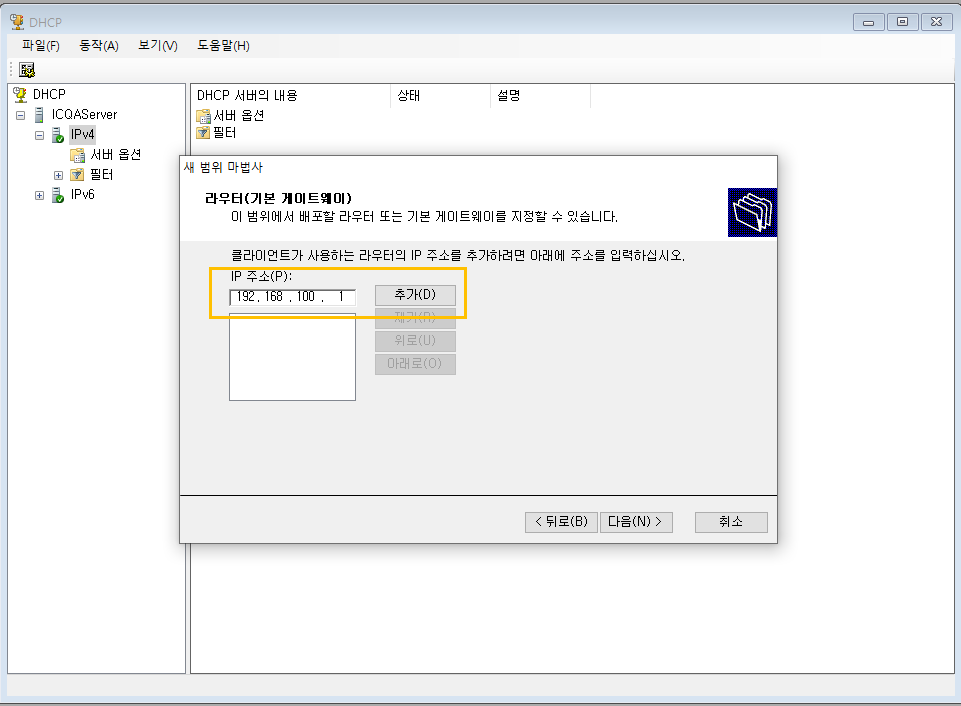 DHCP
파일(F) 동작(A) 보기(V) 도움말(H)
DHCP
ICQAServer
IPv4
서버 옵션
필터
IPv6
DHCP 서버의 내용 상태 설명
서버 옵션
필터
새 범위 마법사
라우터(기본 게이트웨이)
이 범위에서 배포할 라우터 또는 기본 게이트웨이를 지정할 수 있습니다.
클라이언트가 사용하는 라우터의 IP 주소를 추가하려면 아래에 주소를 입력하십시오.
IP 주소(P):
192 . 168 . 100 . 1 추가(D)
제거(R)
위로(U)
아래로(O)
< 뒤로(B) 다음(N) > 취소